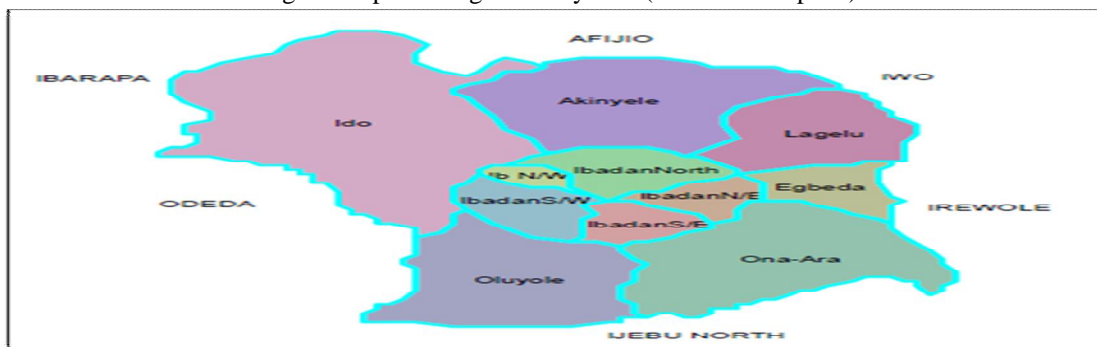 AFIJIO
IBARAPA
IWO
Akinyele
Ido
Lagelu
IbadanNorth
Ib N/W
Egbeda
IbadanN/E
IbadanS/W
ODEDA
IREWOLE
IbadanS/E
Ona-Ara
Oluyole
IJEBU NORTH